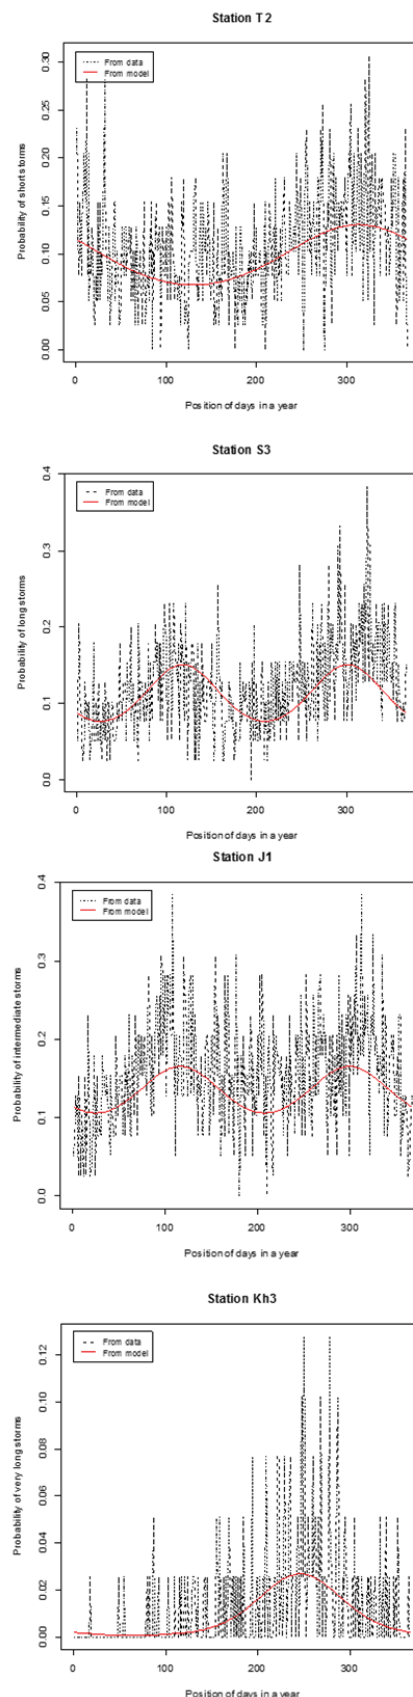 Station T2
Probability of short storms
0.30
0.25
0.20
0.15
0.10
0.05
0.00
From data
From model
0
100
200
300
Position of days in a year
Station S3
Probability of long storms
0.4
0.3
0.2
0.1
0.0
From data
From model
0
100
200
300
Position of days in a year
Station J1
Probability of intermediate storms
0.4
0.3
0.2
0.1
0.0
From data
From model
0
100
200
300
Position of days in a year
Station Kh3
Probability of very long storms
0.12
0.10
0.08
0.06
0.04
0.02
0.00
From data
From model
0
100
200
300
Position of days in a year